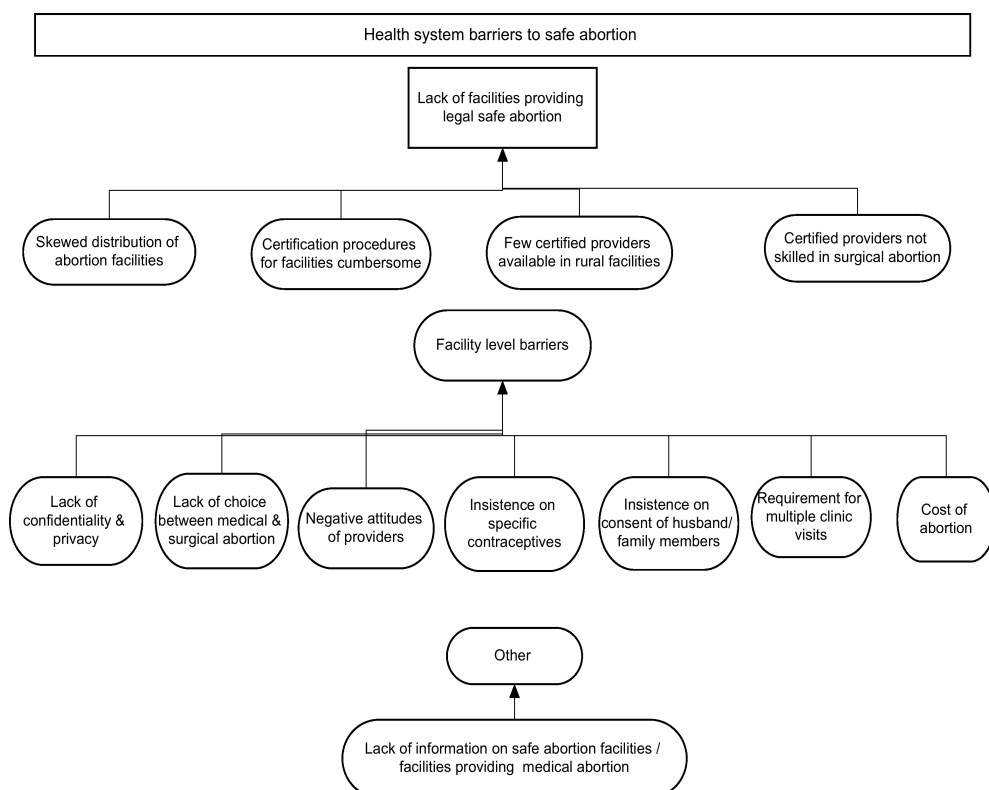 Health system barriers to safe abortion
Lack of facilities providing
legal safe abortion
Skewed distribution of
abortion facilities
Certification procedures
for facilities cumbersome
Few certified providers
available in rural facilities
Certified providers not
skilled in surgical abortion
Facility level barriers
Lack of
confidentiality &
privacy
Lack of choice
between medical &
surgical abortion
Negative attitudes
of providers
Insistence on
specific
contraceptives
Insistence on
consent of husband/
family members
Requirement for
multiple clinic
visits
Cost of
abortion
Other
Lack of information on safe abortion facilities /
facilities providing medical abortion